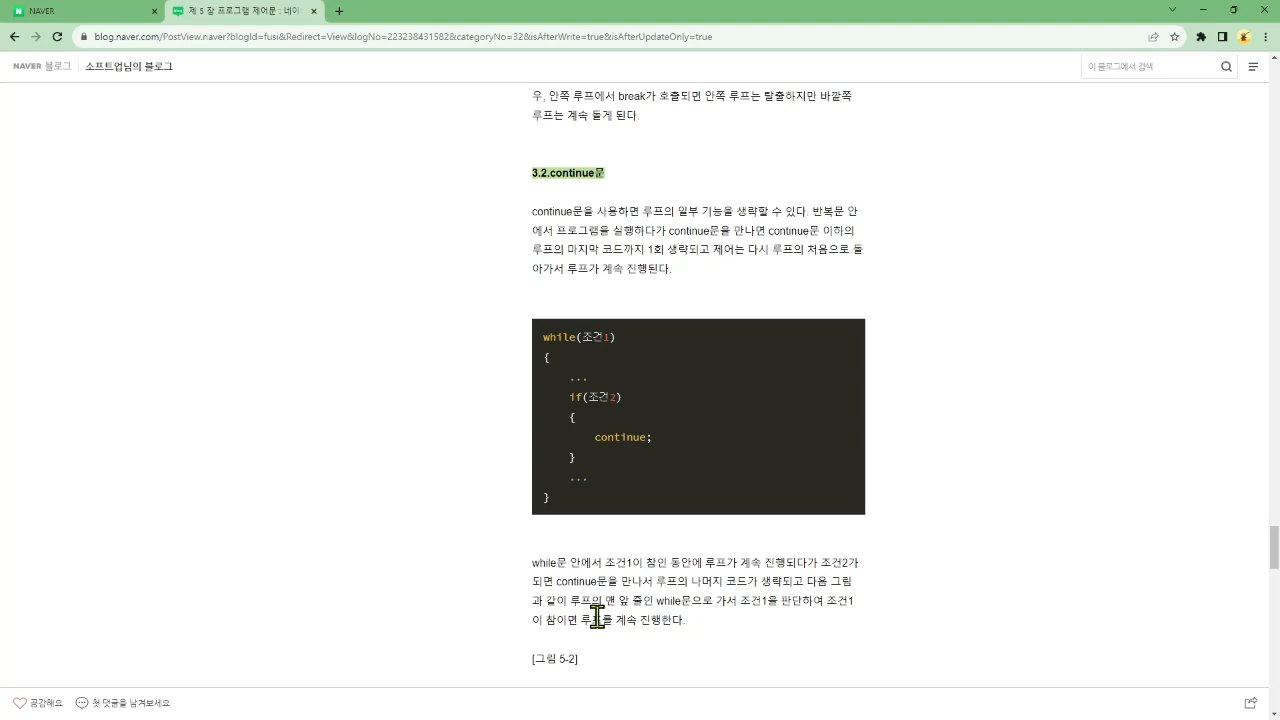 NAVER
제 5 장 프로그램 제어문 : 네이
blog.naver.com/PostView.naver?blogId=fusi&Redirect=View&logNo=223238431582&categoryNo=32&isAfterWrite=true&isAfterUpdateOnly=true
NAVER 블로그 소프트업님의 블로그
이 블로그에서 검색
우, 안쪽 루프에서 break가 호출되면 안쪽 루프는 탈출하지만 바깥쪽
루프는 계속 돌게 된다.
3.2.continue문
continue문을 사용하면 루프의 일부 기능을 생략할 수 있다. 반복문 안
에서 프로그램을 실행하다가 continue문을 만나면 continue문 이하의
루프의 마지막 코드까지 1회 생략되고 제어는 다시 루프의 처음으로 돌
아가서 루프가 계속 진행된다.
while(조건1)
{
...
if(조건2)
{
continue;
}
...
}
while문 안에서 조건1이 참인 동안에 루프가 계속 진행되다가 조건2가
되면 continue문을 만나서 루프의 나머지 코드가 생략되고 다음 그림
과 같이 루프의 맨 앞 줄인 while문으로 가서 조건1을 판단하여 조건1
이 참이면 루프를 계속 진행한다.
[그림 5-2]
공감해요 첫 댓글을 남겨보세요